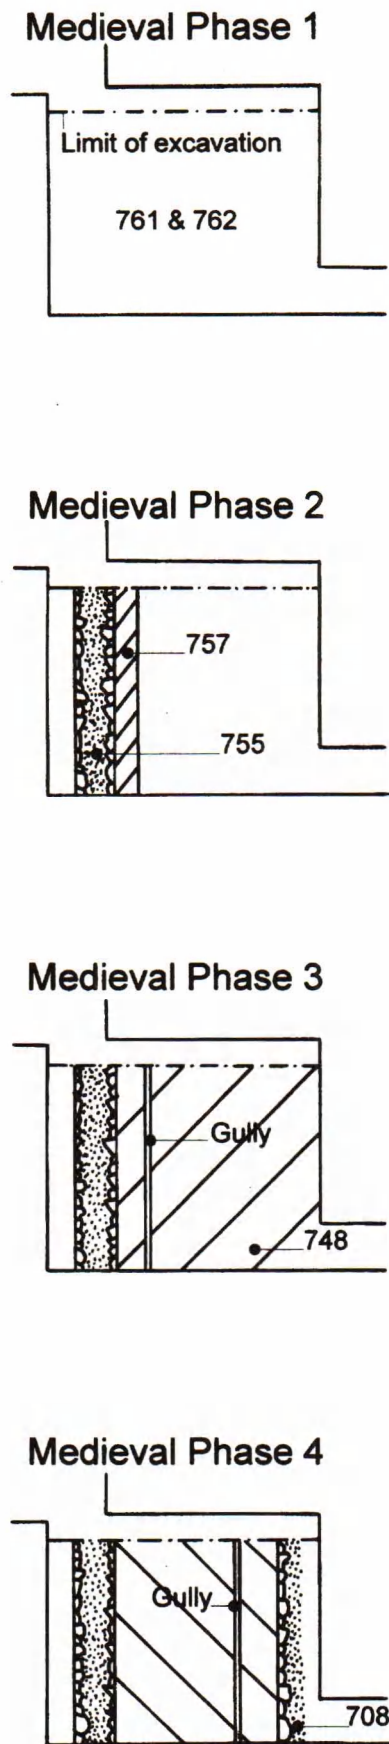 Medieval Phase 1
Limit of excavation
761 & 762
Medieval Phase 2
757
755
Medieval Phase 3
Gully
748
Medieval Phase 4
Gully
708